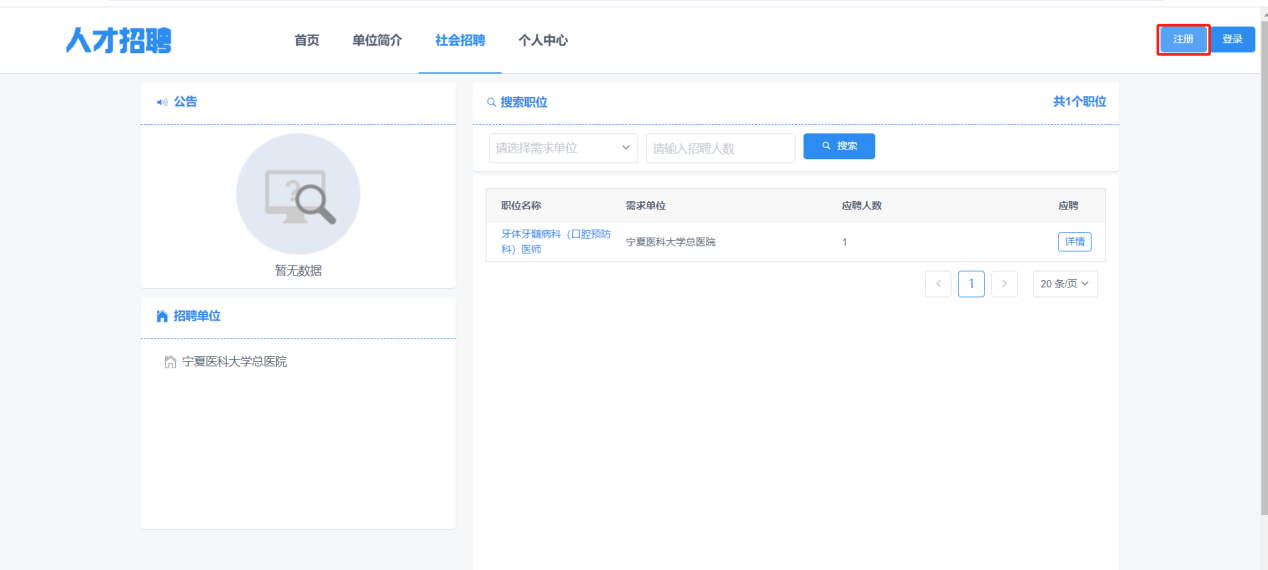 人才招聘
首页 单位简介 社会招聘 个人中心
注册 登录
公告
?
暂无数据
招聘单位
宁夏医科大学总医院
搜索职位 共1个职位
请选择需求单位 请输入招聘人数 搜索
职位名称 需求单位 应聘人数 应聘
牙体牙髓病科(口腔预防
科)医师 宁夏医科大学总医院 1 详情
< 1 > 20 条/页